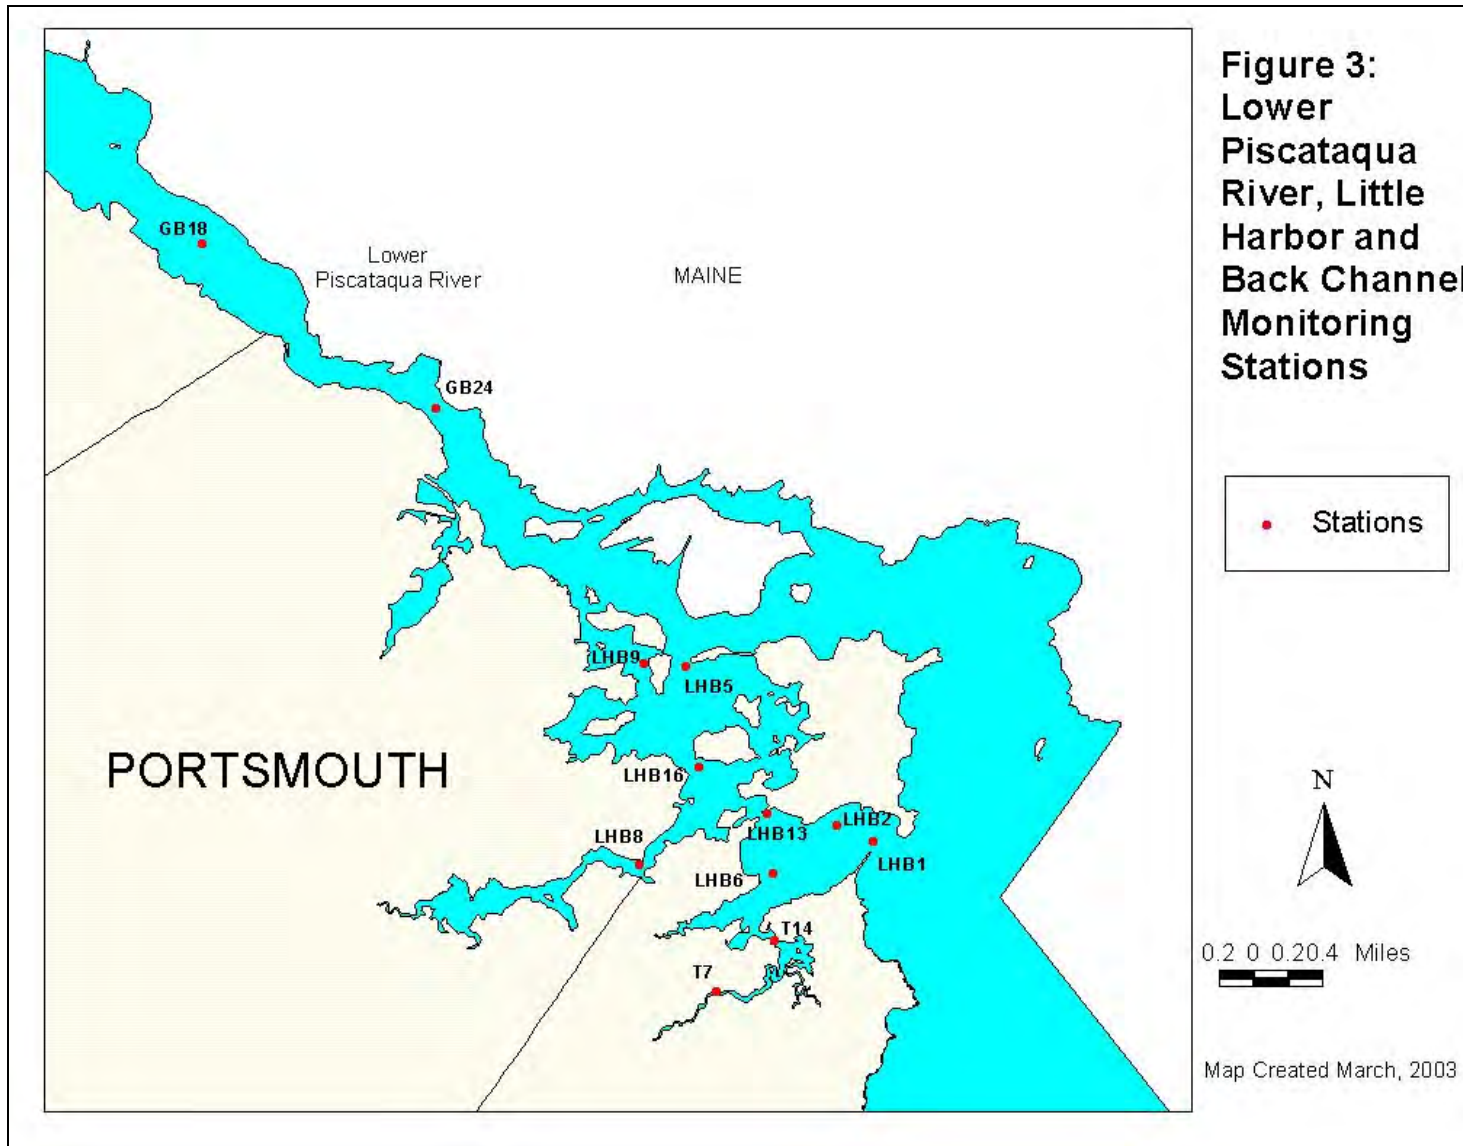 Figure 3:
Lower
Piscataqua
River, Little
Harbor and
Back Channel
Monitoring
Stations
GB18
Lower
Piscataqua River
MAINE
GB24
Stations
LHB9
LHB5
PORTSMOUTH
LHB16
N
LHB13
LHB2
LHB8
LHB1
LHB6
T14
T7
0.2 0 0.20.4 Miles
Map Created March, 2003